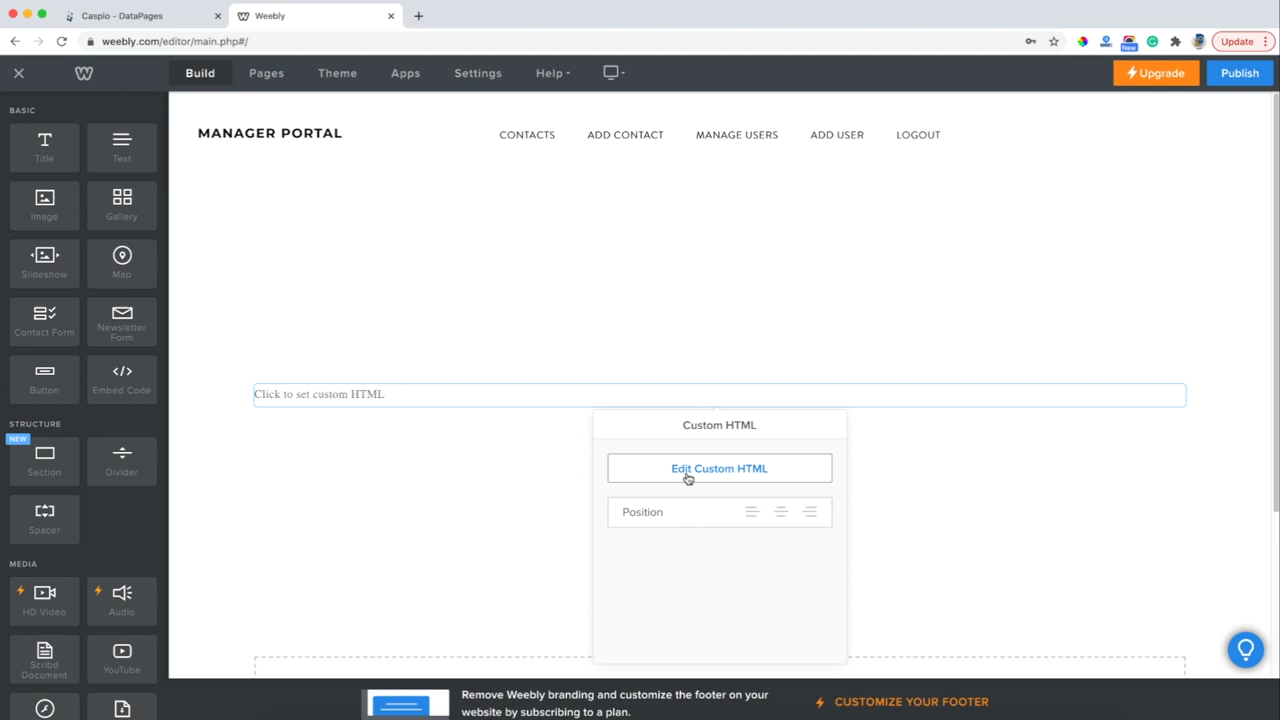 Caspio - DataPages
Weebly
weebly.com/editor/main.php#/
New
Update
Build
Pages
Theme
Apps
Settings
Help
Upgrade
Publish
BASIC
Title
Text
Image
Gallery
Slideshow
Map
Contact Form
Newsletter
Form
Button
Embed Code
STRUCTURE
NEW
Section
Divider
Spacer
MEDIA
HD Video
Audio
Scribd
Document
YouTube
MANAGER PORTAL
CONTACTS
ADD CONTACT
MANAGE USERS
ADD USER
LOGOUT
Click to set custom HTML
Custom HTML
Edit Custom HTML
Position
Remove Weebly branding and customize the footer on your
website by subscribing to a plan.
CUSTOMIZE YOUR FOOTER